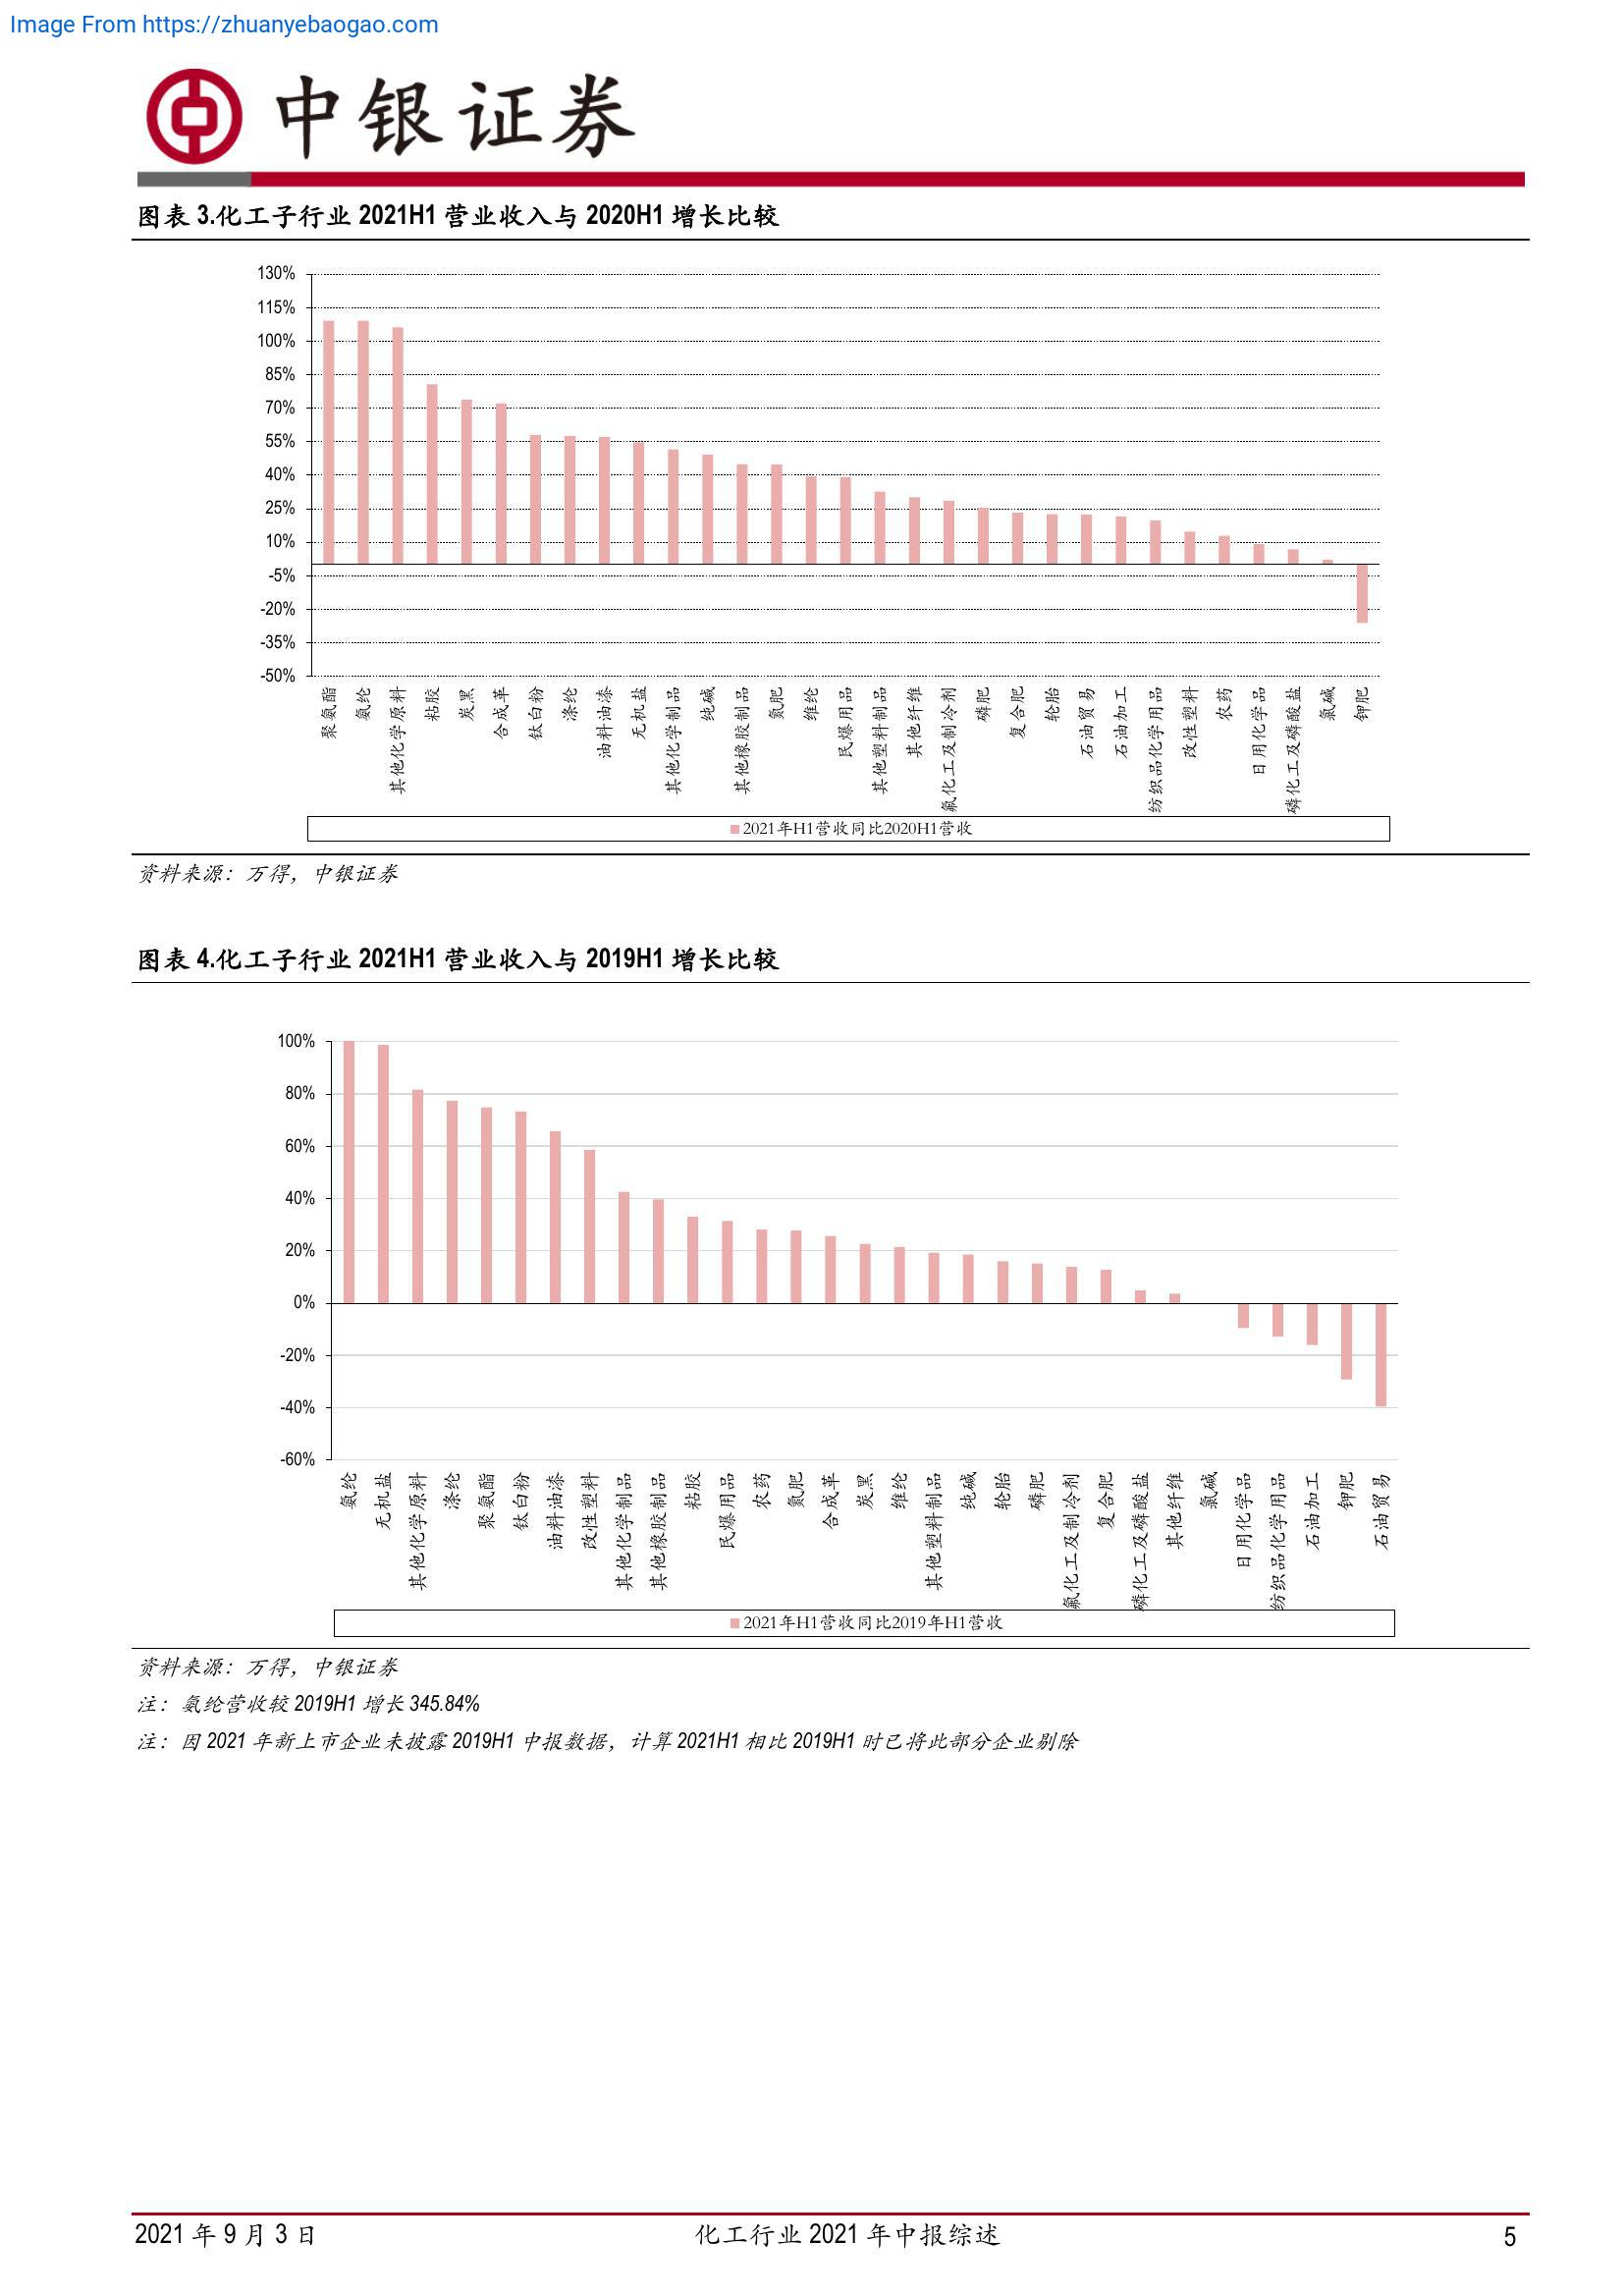 Image From https://zhuanyebaogao.com
中银证券
图表 3.化工子行业 2021H1 营业收入与 2020H1 增长比较
130%
115%
100%
85%
70%
55%
40%
25%
10%
-5%
-20%
-35%
-50%
聚氨酯
氨纶
其他化学原料
粘胶
炭黑
合成革
钛白粉
涤纶
油料油漆
无机盐
其他化学制品
纯碱
其他橡胶制品
氮肥
维纶
民爆用品
其他塑料制品
其他纤维
氟化工及制冷剂
磷肥
复合肥
轮胎
石油贸易
石油加工
纺织品化学用品
改性塑料
农药
日用化学品
磷化工及磷酸盐
氯碱
钾肥
2021年H1营收同比2020H1营收
资料来源：万得，中银证券
图表 4.化工子行业 2021H1 营业收入与 2019H1 增长比较
100%
80%
60%
40%
20%
0%
-20%
-40%
-60%
氨纶
无机盐
其他化学原料
涤纶
聚氨酯
钛白粉
油料油漆
改性塑料
其他化学制品
其他橡胶制品
粘胶
民爆用品
农药
氮肥
合成革
炭黑
维纶
其他塑料制品
纯碱
轮胎
磷肥
氟化工及制冷剂
复合肥
磷化工及磷酸盐
其他纤维
氯碱
日用化学品
纺织品化学用品
石油加工
钾肥
石油贸易
2021年H1营收同比2019年H1营收
资料来源：万得，中银证券
注：氨纶营收较 2019H1 增长 345.84%
注：因 2021 年新上市企业未披露 2019H1 中报数据，计算 2021H1 相比 2019H1 时已将此部分企业剔除
2021 年 9 月 3 日
化工行业 2021 年中报综述
5